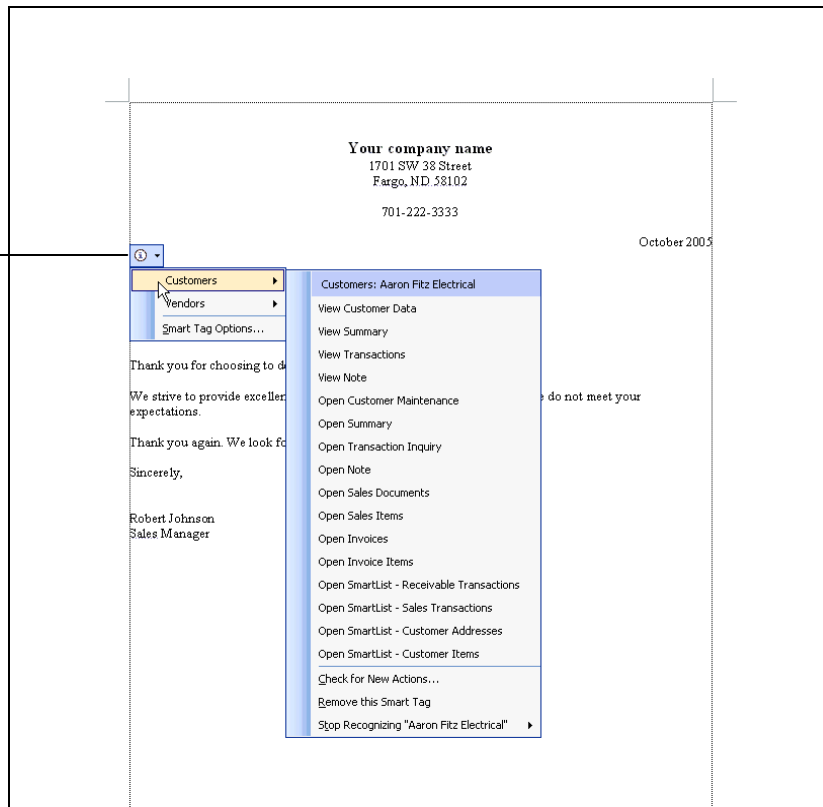 Your company name
1701 SW 38 Street
Fargo, ND 58102
701-222-3333
October 2005
Customers
Vendors
Smart Tag Options...
Customers: Aaron Fitz Electrical
View Customer Data
View Summary
View Transactions
View Note
Open Customer Maintenance
Open Summary
Open Transaction Inquiry
Open Note
Open Sales Documents
Open Sales Items
Open Invoices
Open Invoice Items
Open SmartList - Receivable Transactions
Open SmartList - Sales Transactions
Open SmartList - Customer Addresses
Open SmartList - Customer Items
Check for New Actions...
Remove this Smart Tag
Stop Recognizing "Aaron Fitz Electrical"
Thank you for choosing to
We strive to provide do not meet your
expectations.
Thank you again. We look
Sincerely,
Robert Johnson
Sales Manager